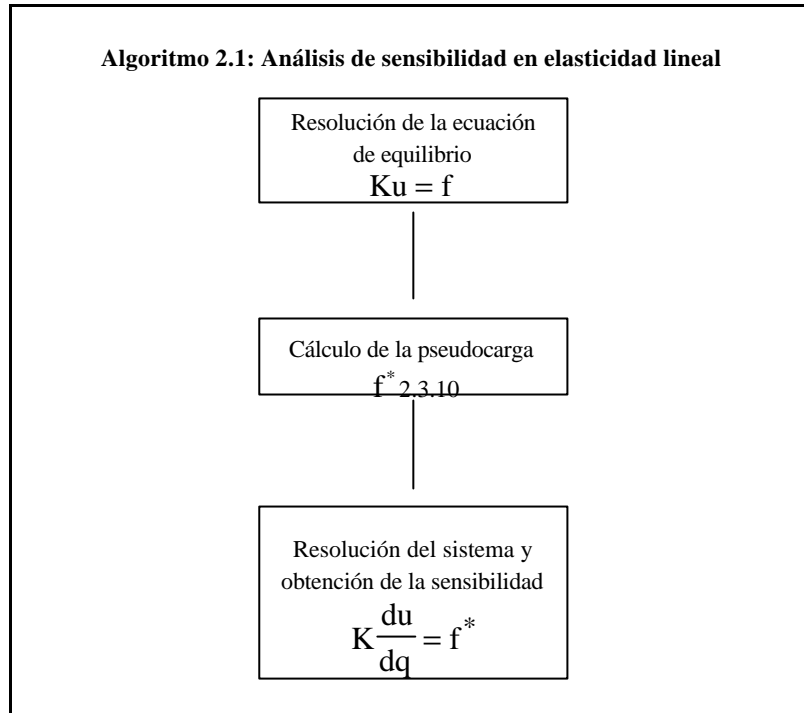 Algoritmo 2.1: Análisis de sensibilidad en elasticidad lineal
Resolución de la ecuación
de equilibrio
Ku = f
Cálculo de la pseudocarga
f* 2.3.10
Resolución del sistema y
obtención de la sensibilidad
K du/dq = f*